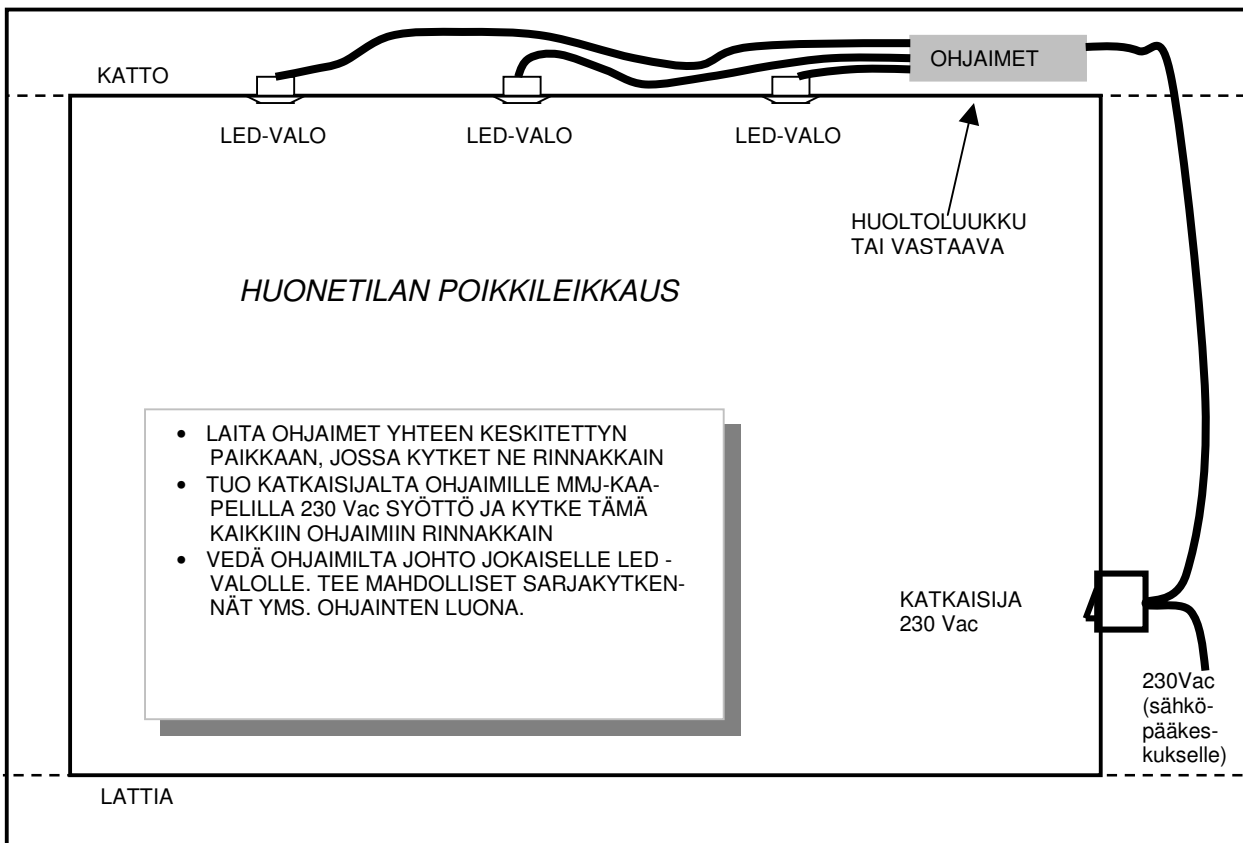 OHJAIMET
KATTO
LED-VALO
LED-VALO
LED-VALO
HUOLTOLUUKKU
TAI VASTAAVA
HUONETILAN POIKKILEIKKAUS
• LAITA OHJAIMET YHTEEN KESKITETTYN
PAIKKAAN, JOSSA KYTKET NE RINNAKKAIN
• TUO KATKAISIJALTA OHJAIMILLE MMJ-KAA-
PELILLA 230 Vac SYÖTTÖ JA KYTKE TÄMÄ
KAIKKIIN OHJAIMIIN RINNAKKAIN
• VEDÄ OHJAIMILTA JOHTO JOKAISELLE LED -
VALOLLE. TEE MAHDOLLISET SARJAKYTKEN-
NÄT YMS. OHJAINTEN LUONA.
KATKAISIJA
230 Vac
230Vac
(sähkö-
pääkes-
kukselle)
LATTIA